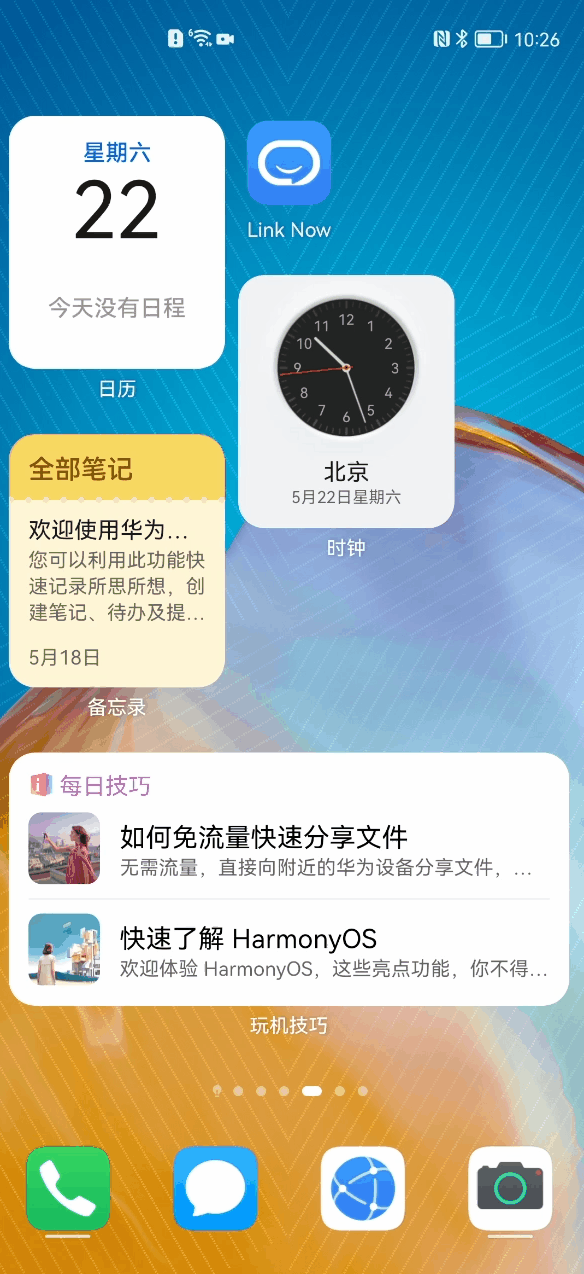 10:26
星期六
22
今天没有日程
日历
Link Now
12
1
2
3
4
5
6
7
8
9
10
11
北京
5月22日星期六
时钟
全部笔记
欢迎使用华为...
您可以利用此功能快
速记录所思所想，创
建笔记、待办及提...
5月18日
备忘录
每日技巧
如何免流量快速分享文件
无需流量，直接向附近的华为设备分享文件，...
快速了解 HarmonyOS
欢迎体验 HarmonyOS，这些亮点功能，你不得...
玩机技巧